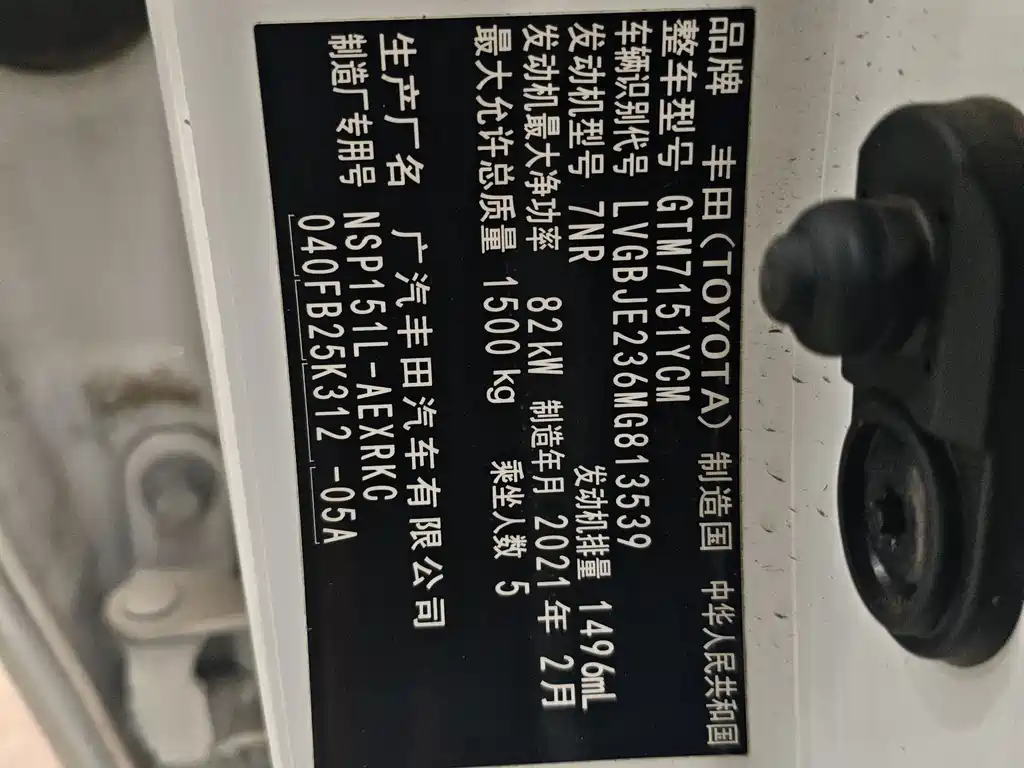 品牌 丰田(TOYOTA) 制造国 中华人民共和国
整车型号 GTM7151YCM
车辆识别代号 LVGBJE236MG813539
发动机型号 7NR 发动机排量 1496mL
发动机最大净功率 82kW 制造年月 2021年 2月
最大允许总质量 1500kg 乘坐人数 5
生产厂名 广汽丰田汽车有限公司
制造厂专用号 NSP151L-AEXRKC
040FB25K312 -05A